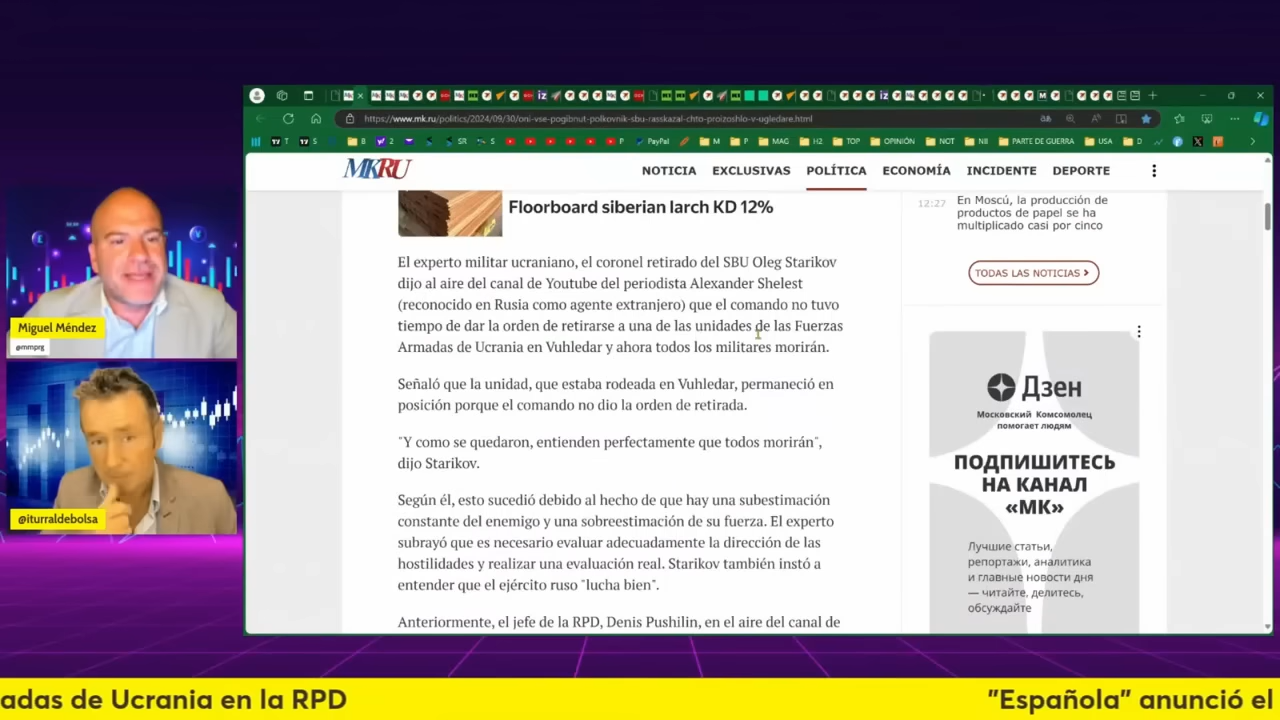 https://www.mk.ru/politics/2024/09/30/oni-vse-pogibnut-polkovnik-sbu-rasskazal-chto-proizoshlo-v-ugledare.html
PayPal
MAG
H2
TOP
OPINIÓN
NOT
NII
PARTE DE GUERRA
USA
D
MKRU
NOTICIA
EXCLUSIVAS
POLÍTICA
ECONOMÍA
INCIDENTE
DEPORTE
Floorboard siberian larch KD 12%
El experto militar ucraniano, el coronel retirado del SBU Oleg Starikov
dijo al aire del canal de Youtube del periodista Alexander Shelest
(reconocido en Rusia como agente extranjero) que el comando no tuvo
tiempo de dar la orden de retirarse a una de las unidades de las Fuerzas
Armadas de Ucrania en Vuhledar y ahora todos los militares morirán.
Señaló que la unidad, que estaba rodeada en Vuhledar, permaneció en
posición porque el comando no dio la orden de retirada.
"Y como se quedaron, entienden perfectamente que todos morirán",
dijo Starikov.
Según él, esto sucedió debido al hecho de que hay una subestimación
constante del enemigo y una sobreestimación de su fuerza. El experto
subrayó que es necesario evaluar adecuadamente la dirección de las
hostilidades y realizar una evaluación real. Starikov también instó a
entender que el ejército ruso "lucha bien".
Anteriormente, el jefe de la RPD, Denis Pushilin, en el aire del canal de
12:27
En Moscú, la producción de
productos de papel se ha
multiplicado casi por cinco
TODAS LAS NOTICIAS
Дзен
Московский Комсомолец
помогает людям
ПОДПИШИТЕСЬ
НА КАНАЛ
«МК»
Лучшие статьи,
репортажи, аналитика
и главные новости дня
— читайте, делитесь,
обсуждайте
Miguel Méndez
@mmprg
@iturraldebolsa
adas de Ucrania en la RPD
"Española" anunció el